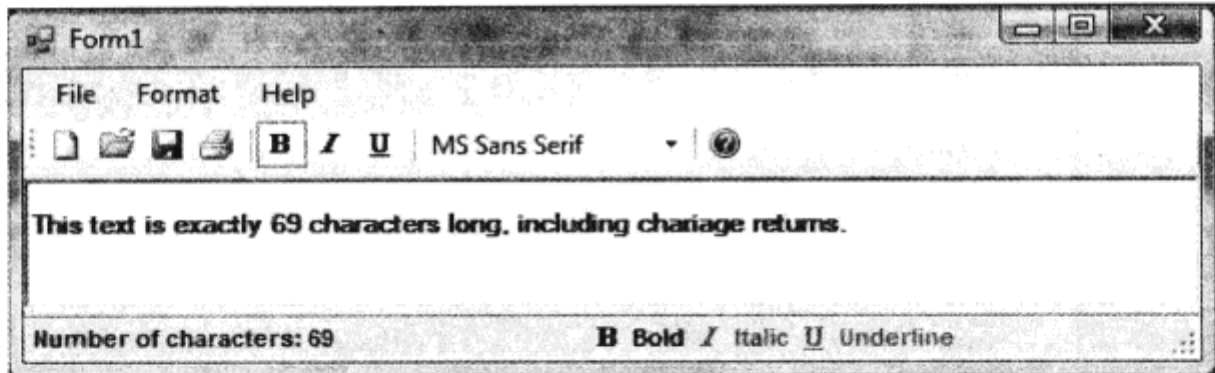 Form1
File Format Help
B I U MS Sans Serif
This text is exactly 69 characters long, including chariage returns.
Number of characters: 69 B Bold I Italic U Underline